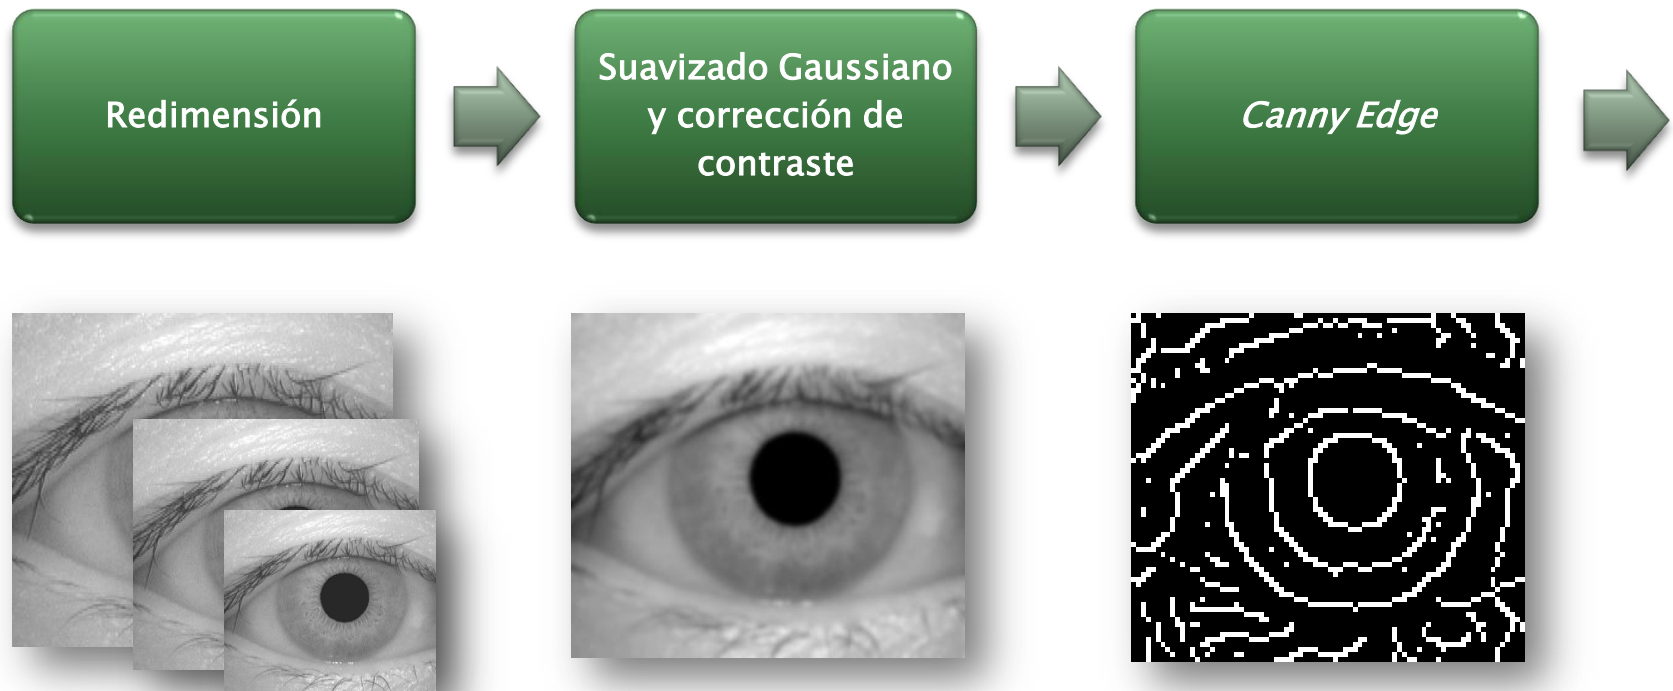 Redimensión
Suavizado Gaussiano
y corrección de
contraste
Canny Edge